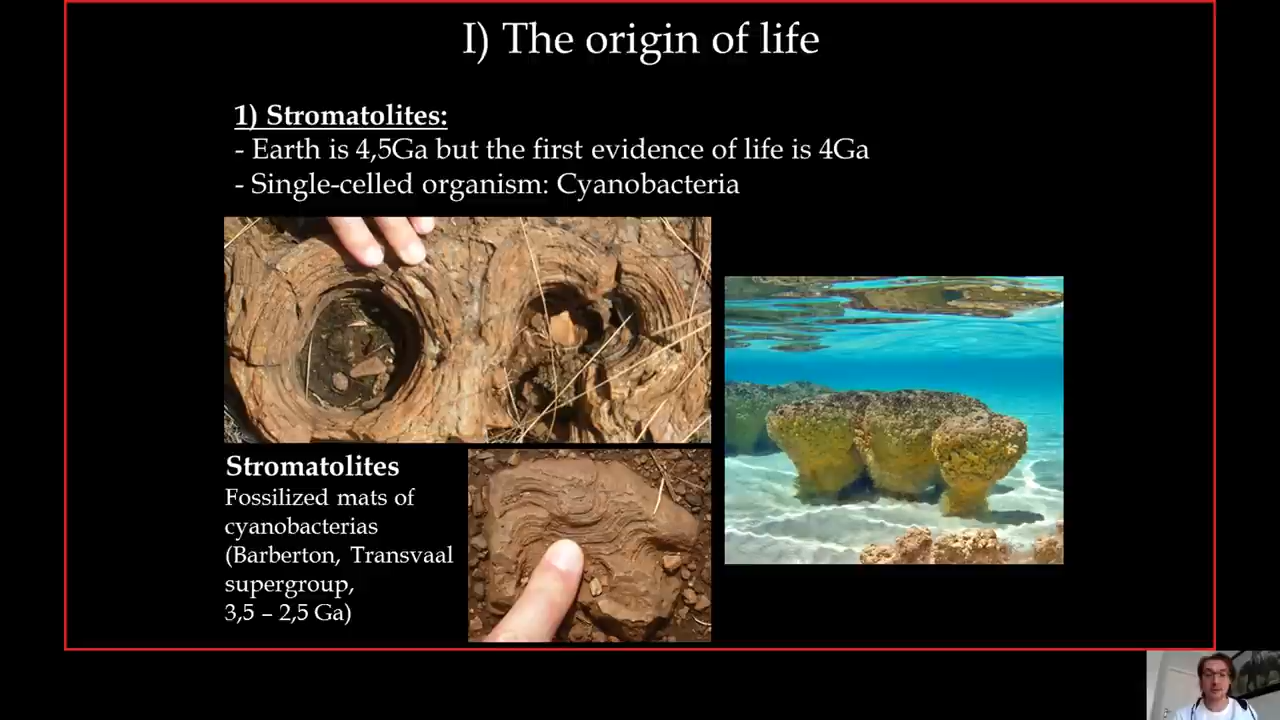 I) The origin of life
1) Stromatolites:
- Earth is 4,5Ga but the first evidence of life is 4Ga
- Single-celled organism: Cyanobacteria
Stromatolites
Fossilized mats of
cyanobacterias
(Barberton, Transvaal
supergroup,
3,5 – 2,5 Ga)